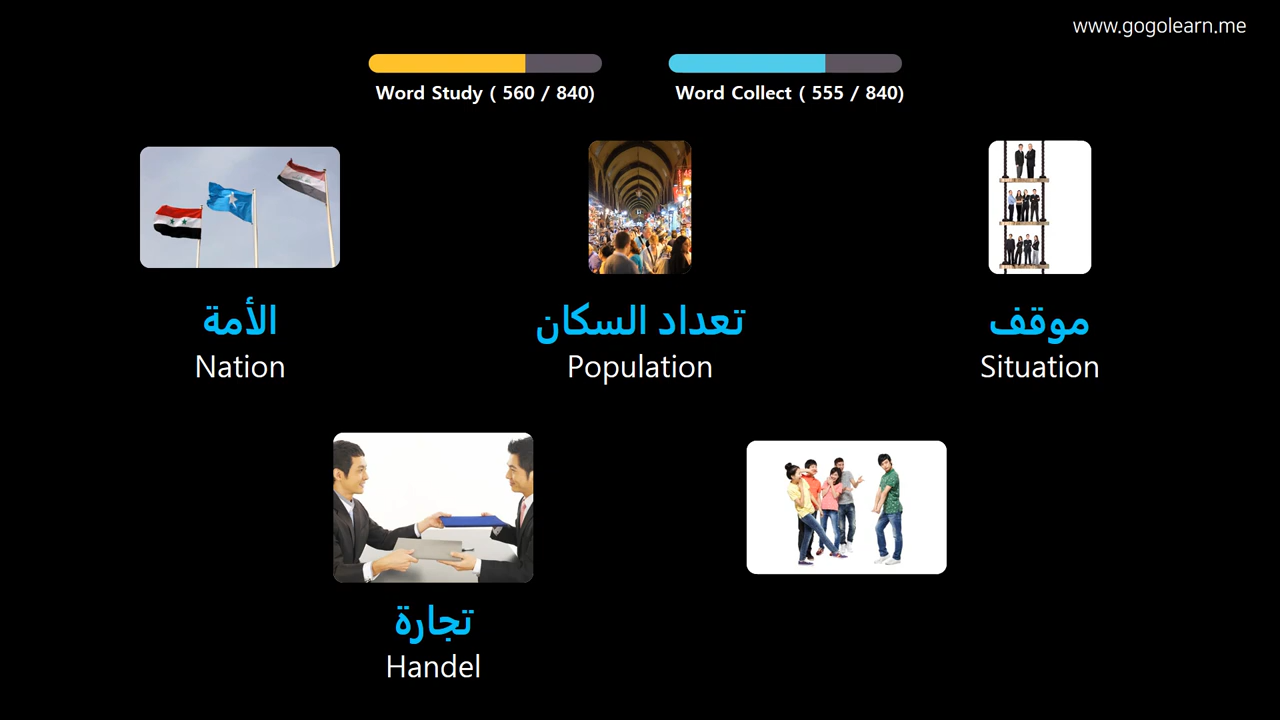 www.gogolearn.me
Word Study ( 560 / 840)
Word Collect ( 555 / 840)
الأمة
Nation
تعداد السكان
Population
موقف
Situation
تجارة
Handel